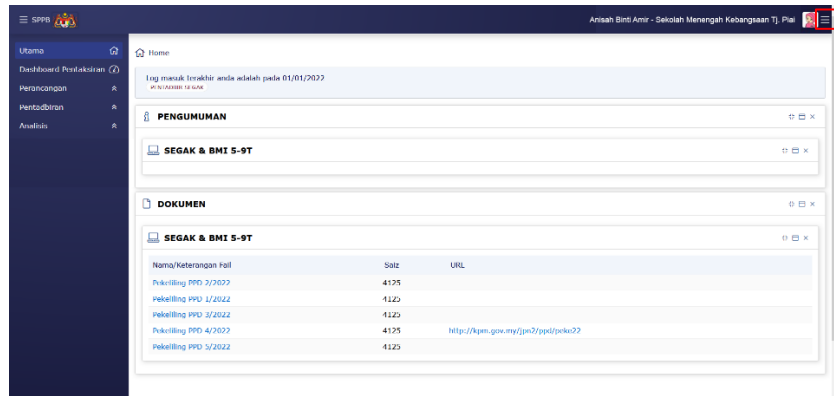 SPPB
Anisah Binti Amir - Sekolah Menengah Kebangsaan Tj. Piai
Utama
Dashboard Pentaksiran
Perancangan
Pentadbiran
Analisis
Home
Log masuk terakhir anda adalah pada 01/01/2022
PENTADBIR SEGAK
PENGUMUMAN
SEGAK & BMI 5-9T
DOKUMEN
SEGAK & BMI 5-9T
Nama/Keterangan Fail Saiz URL
Pekeliling PPD 2/2022 4125
Pekeliling PPD 1/2022 4125
Pekeliling PPD 3/2022 4125
Pekeliling PPD 4/2022 4125 http://kpm.gov.my/jpn2/ppd/peke22
Pekeliling PPD 5/2022 4125